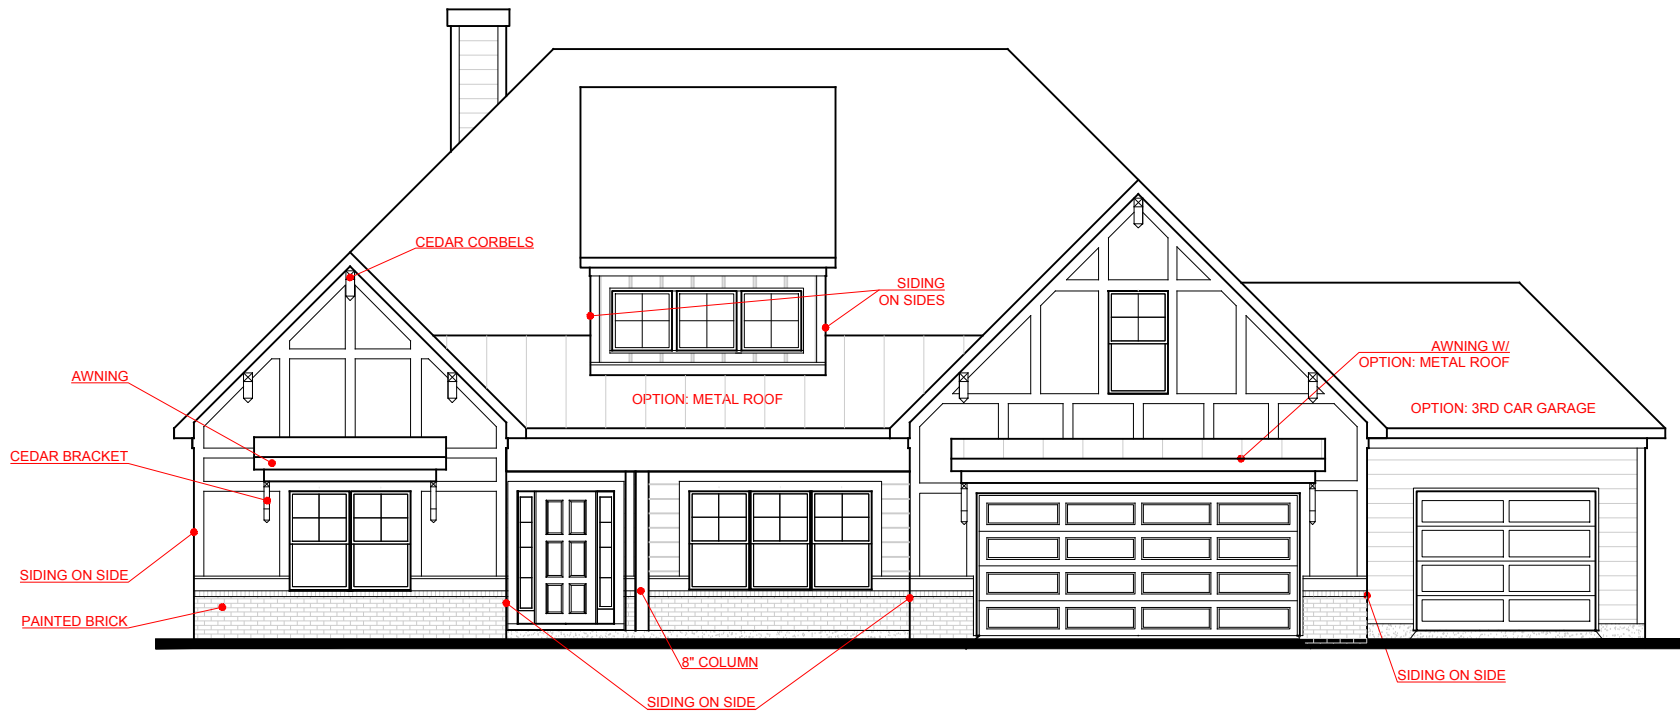 CEDAR CORBELS
SIDING
ON SIDES
AWNING W/
OPTION: METAL ROOF
AWNING
OPTION: METAL ROOF
OPTION: 3RD CAR GARAGE
CEDAR BRACKET
SIDING ON SIDE
PAINTED BRICK
8" COLUMN
SIDING ON SIDE
SIDING ON SIDE